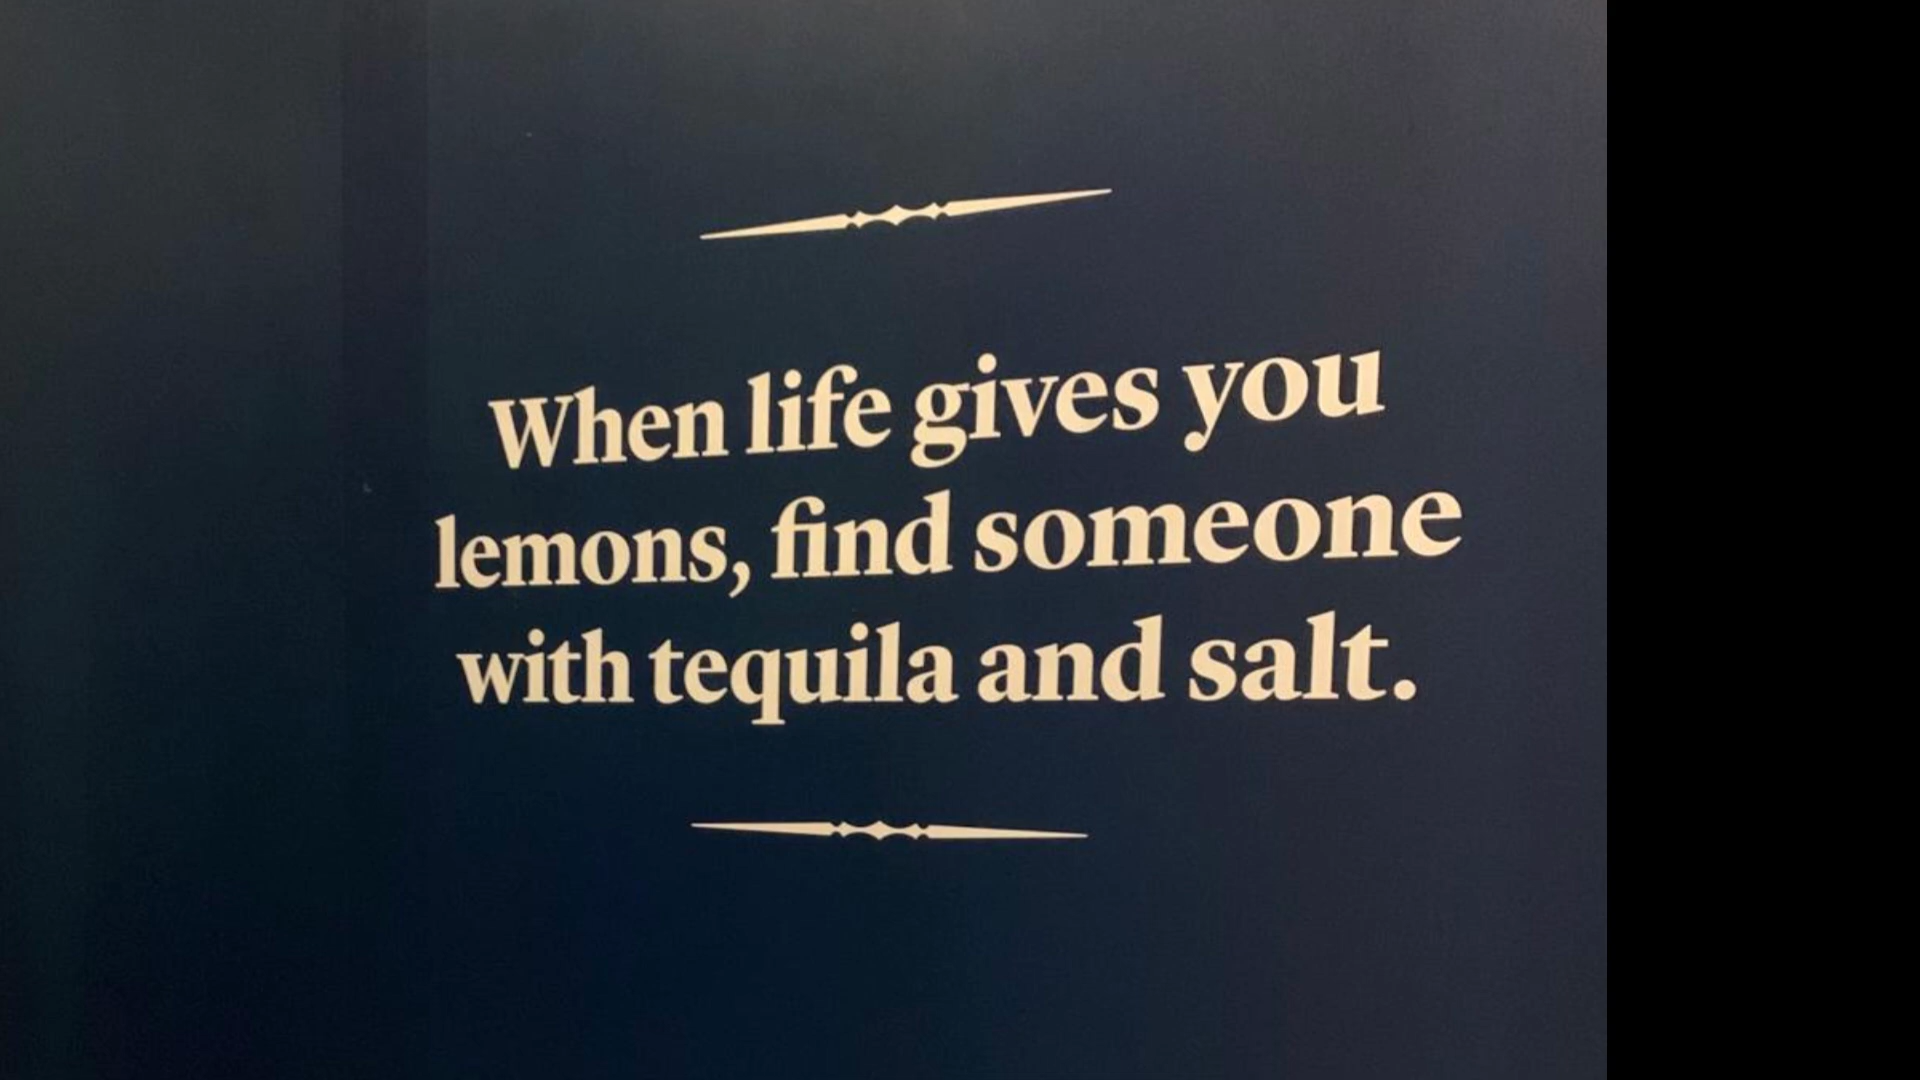 When life gives you
lemons, find someone
with tequila and salt.